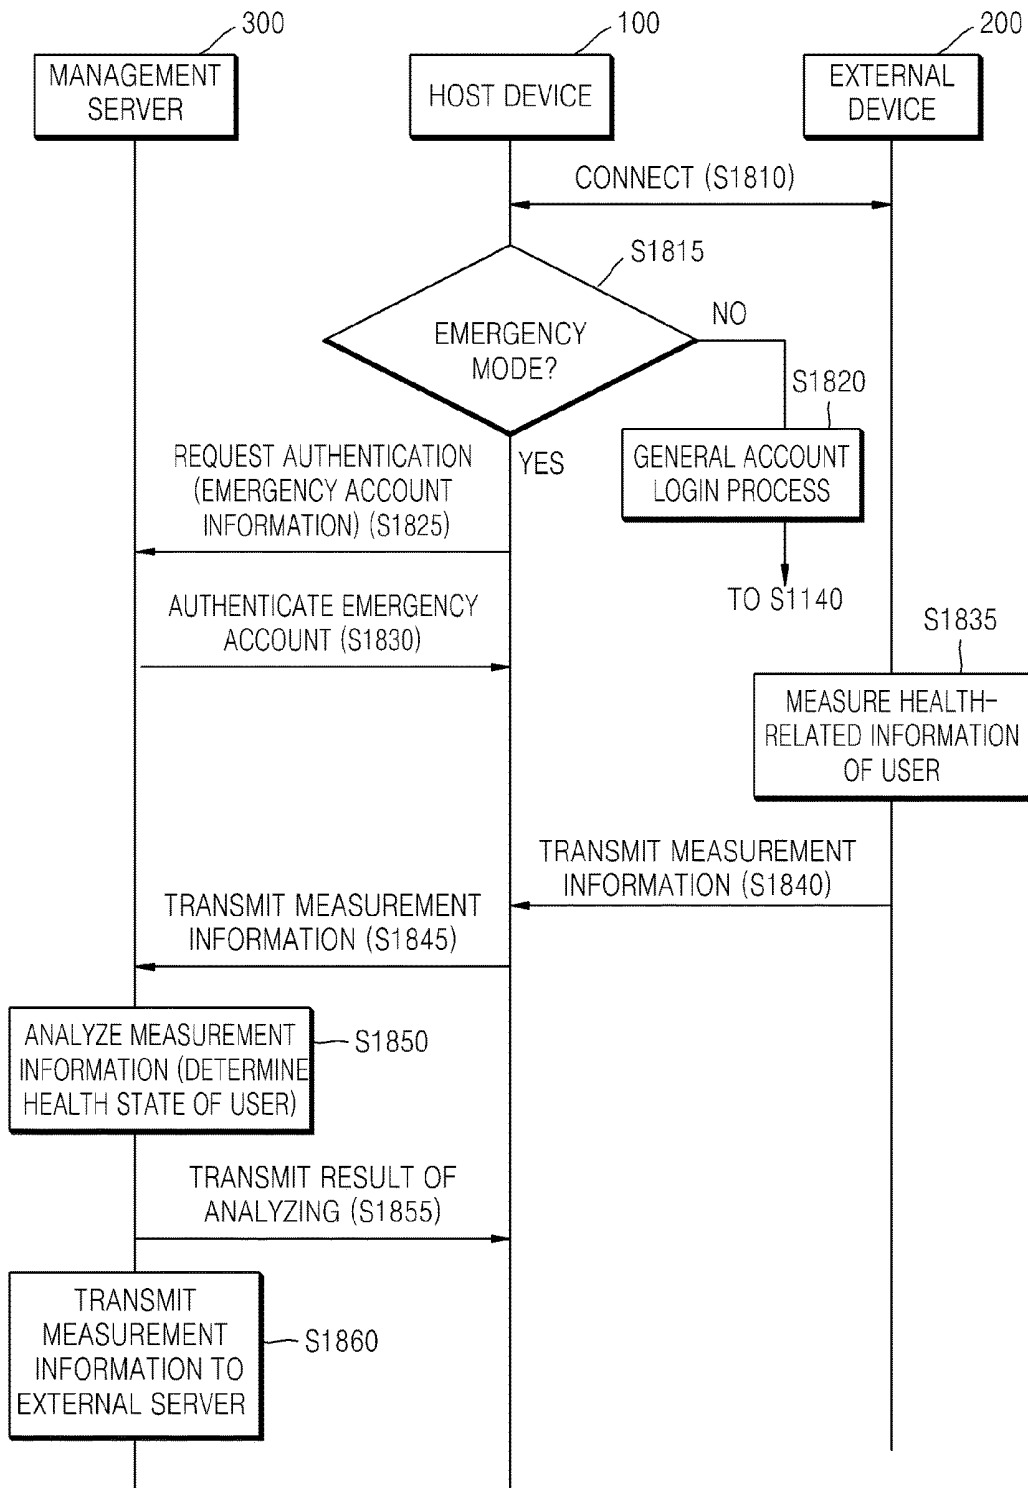 300
100
200
MANAGEMENT
SERVER
HOST DEVICE
EXTERNAL
DEVICE
CONNECT (S1810)
S1815
EMERGENCY
MODE?
NO
S1820
GENERAL ACCOUNT
LOGIN PROCESS
YES
REQUEST AUTHENTICATION
(EMERGENCY ACCOUNT
INFORMATION) (S1825)
TO S1140
AUTHENTICATE EMERGENCY
ACCOUNT (S1830)
S1835
MEASURE HEALTH-
RELATED INFORMATION
OF USER
TRANSMIT MEASUREMENT
INFORMATION (S1840)
TRANSMIT MEASUREMENT
INFORMATION (S1845)
ANALYZE MEASUREMENT
INFORMATION (DETERMINE
HEALTH STATE OF USER)
S1850
TRANSMIT RESULT OF
ANALYZING (S1855)
TRANSMIT
MEASUREMENT
INFORMATION TO
EXTERNAL SERVER
S1860